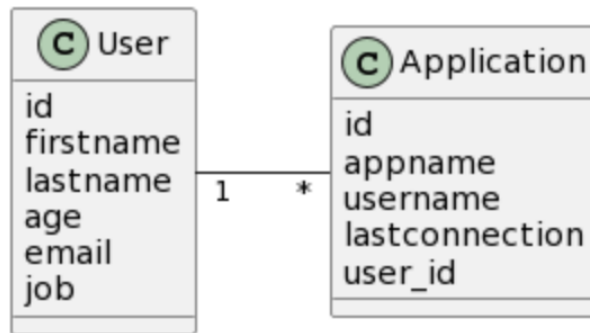 C User
id
firstname
lastname
age
email
job
1 *
C Application
id
appname
username
lastconnection
user_id